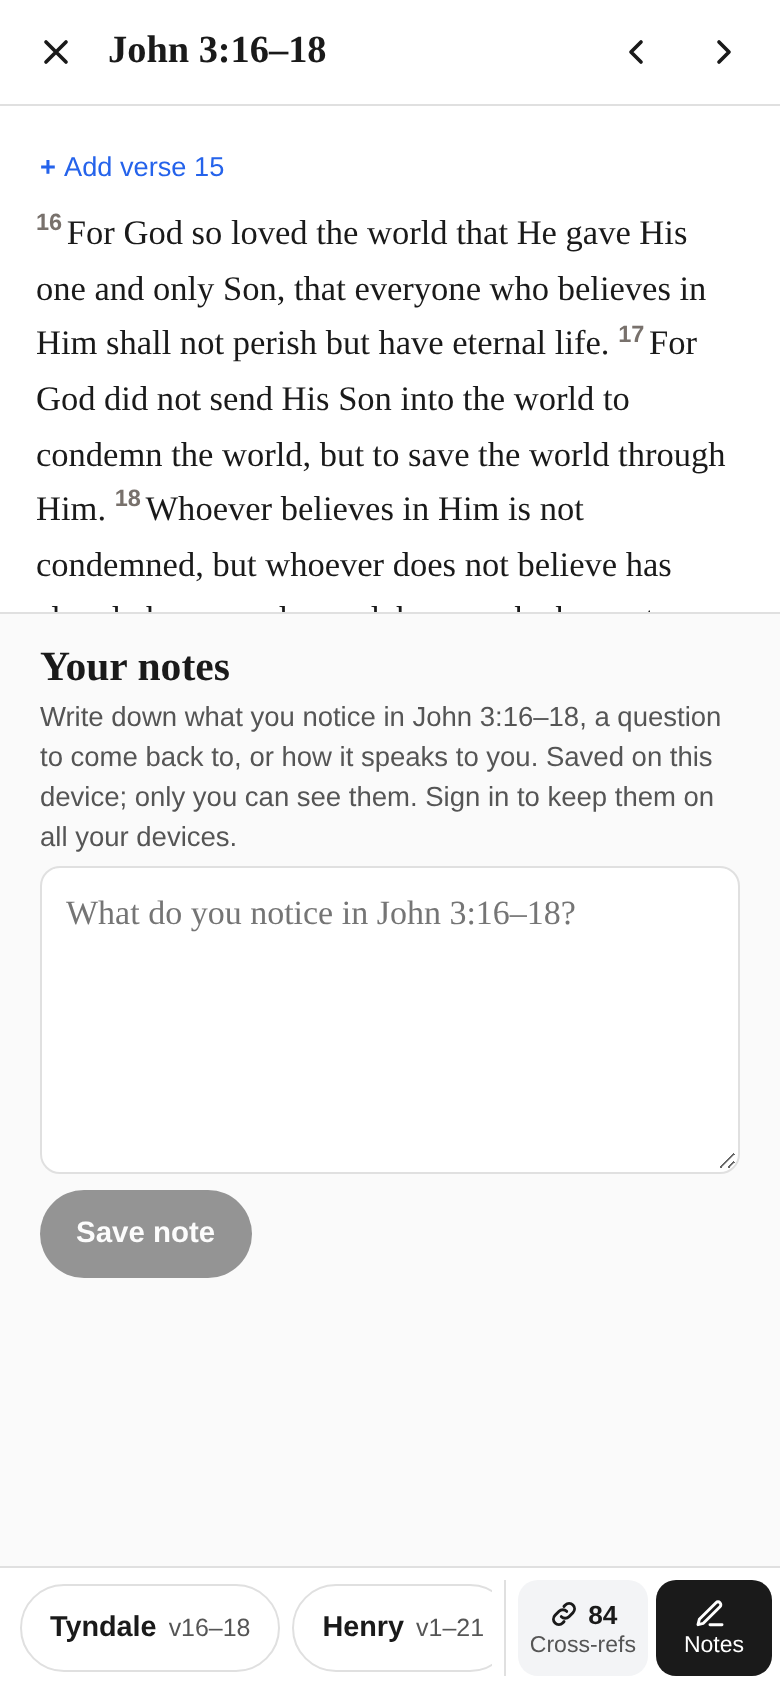 John 3:16–18
+ Add verse 15
16 For God so loved the world that He gave His
one and only Son, that everyone who believes in
Him shall not perish but have eternal life. 17 For
God did not send His Son into the world to
condemn the world, but to save the world through
Him. 18 Whoever believes in Him is not
condemned, but whoever does not believe has
Your notes
Write down what you notice in John 3:16–18, a question
to come back to, or how it speaks to you. Saved on this
device; only you can see them. Sign in to keep them on
all your devices.
What do you notice in John 3:16–18?
Save note
Tyndale v16–18
Henry v1–21
84
Cross-refs
Notes